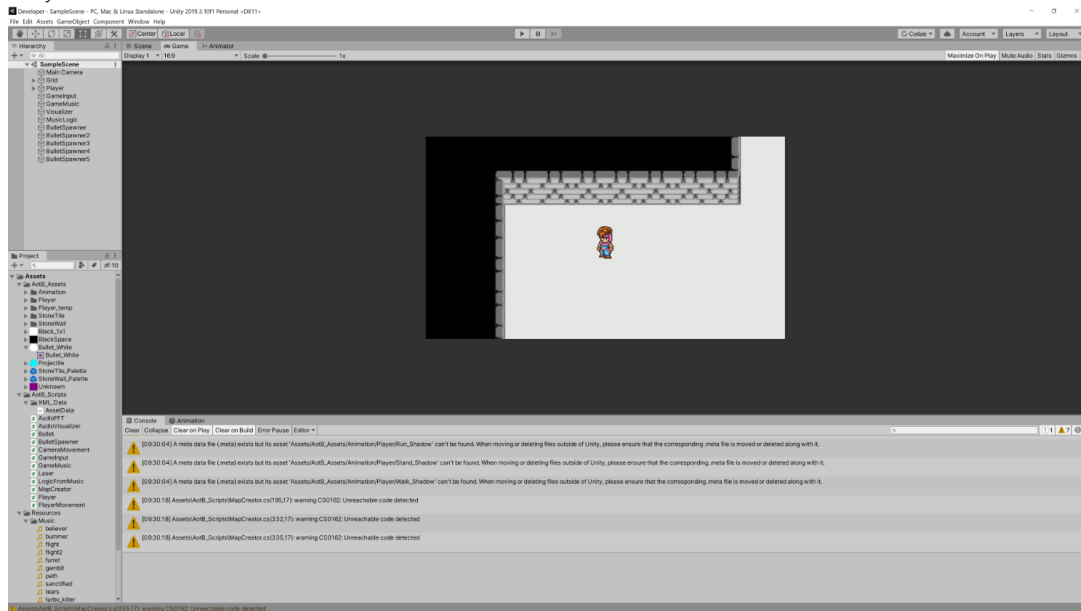 Developer - SampleScene - PC, Mac & Linux Standalone - Unity 2019.3.10f1 Personal <DX11>
File Edit Assets GameObject Component Window Help
Center Local Collab Account Layers Layout
Hierarchy
All
SampleScene
Main Camera
Grid
Player
GameInput
GameMusic
Visualizer
MusicLogic
BulletSpawner
BulletSpawner2
BulletSpawner3
BulletSpawner4
BulletSpawner5
Scene Game Animator
Display 1 16:9 Scale 1x Maximize On Play Mute Audio Stats Gizmos
Project
10
Assets
AotB_Assets
Animation
Player
Player_temp
StoneTile
StoneWall
Black_1x1
BlackSpace
Bullet_White
Bullet_White
Projectile
StoneTile_Palette
StoneWall_Palette
Unknown
AotB_Scripts
XML_Data
AssetData
AudioFFT
AudioVisualizer
Bullet
BulletSpawner
CameraMovement
GameInput
GameMusic
Laser
LogicFromMusic
MapCreator
Player
PlayerMovement
Resources
Music
believer
bummer
flight
flight2
furret
gambit
path
sanctified
tears
turbo_killer
Console Animation
Clear Collapse Clear on Play Clear on Build Error Pause Editor 1 7 0
[09:30:04] A meta data file (.meta) exists but its asset 'Assets/AotB_Assets/Animation/Player/Run_Shadow' can't be found. When moving or deleting files outside of Unity, please ensure that the corresponding .meta file is moved or deleted along with it.
[09:30:04] A meta data file (.meta) exists but its asset 'Assets/AotB_Assets/Animation/Player/Stand_Shadow' can't be found. When moving or deleting files outside of Unity, please ensure that the corresponding .meta file is moved or deleted along with it.
[09:30:04] A meta data file (.meta) exists but its asset 'Assets/AotB_Assets/Animation/Player/Walk_Shadow' can't be found. When moving or deleting files outside of Unity, please ensure that the corresponding .meta file is moved or deleted along with it.
[09:30:18] Assets\AotB_Scripts\MapCreator.cs(195,17): warning CS0162: Unreachable code detected
[09:30:18] Assets\AotB_Scripts\MapCreator.cs(332,17): warning CS0162: Unreachable code detected
[09:30:18] Assets\AotB_Scripts\MapCreator.cs(335,17): warning CS0162: Unreachable code detected
Assets\AotB_Scripts\MapCreator.cs(335,17): warning CS0162: Unreachable code detected